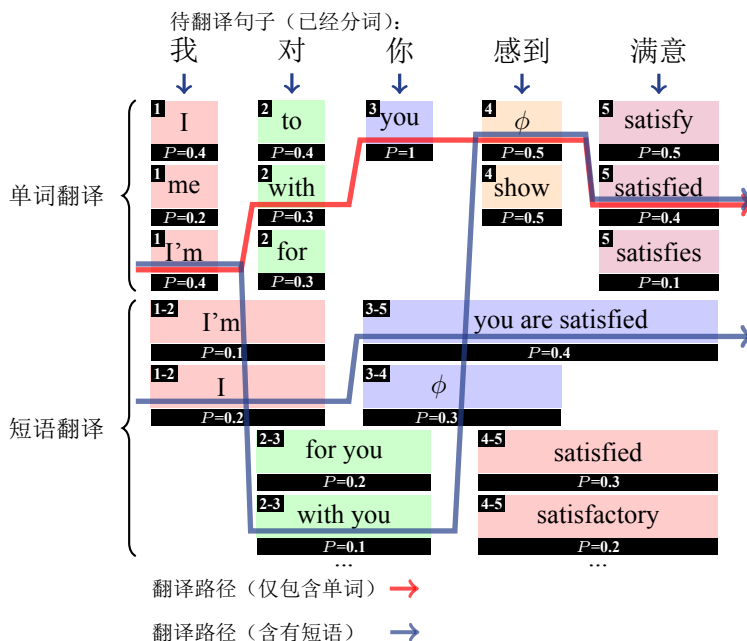 待翻译句子（已经分词）：
我 对 你 感到 满意
单词翻译
1 I P=0.4
2 to P=0.4
3 you P=1
4 ϕ P=0.5
5 satisfy P=0.5
1 me P=0.2
2 with P=0.3
4 show P=0.5
5 satisfied P=0.4
1 I'm P=0.4
2 for P=0.3
5 satisfies P=0.1
短语翻译
1-2 I'm P=0.1
3-5 you are satisfied P=0.4
1-2 I P=0.2
3-4 ϕ P=0.3
2-3 for you P=0.2
4-5 satisfied P=0.3
2-3 with you P=0.1
4-5 satisfactory P=0.2
... ...
翻译路径（仅包含单词）
翻译路径（含有短语）